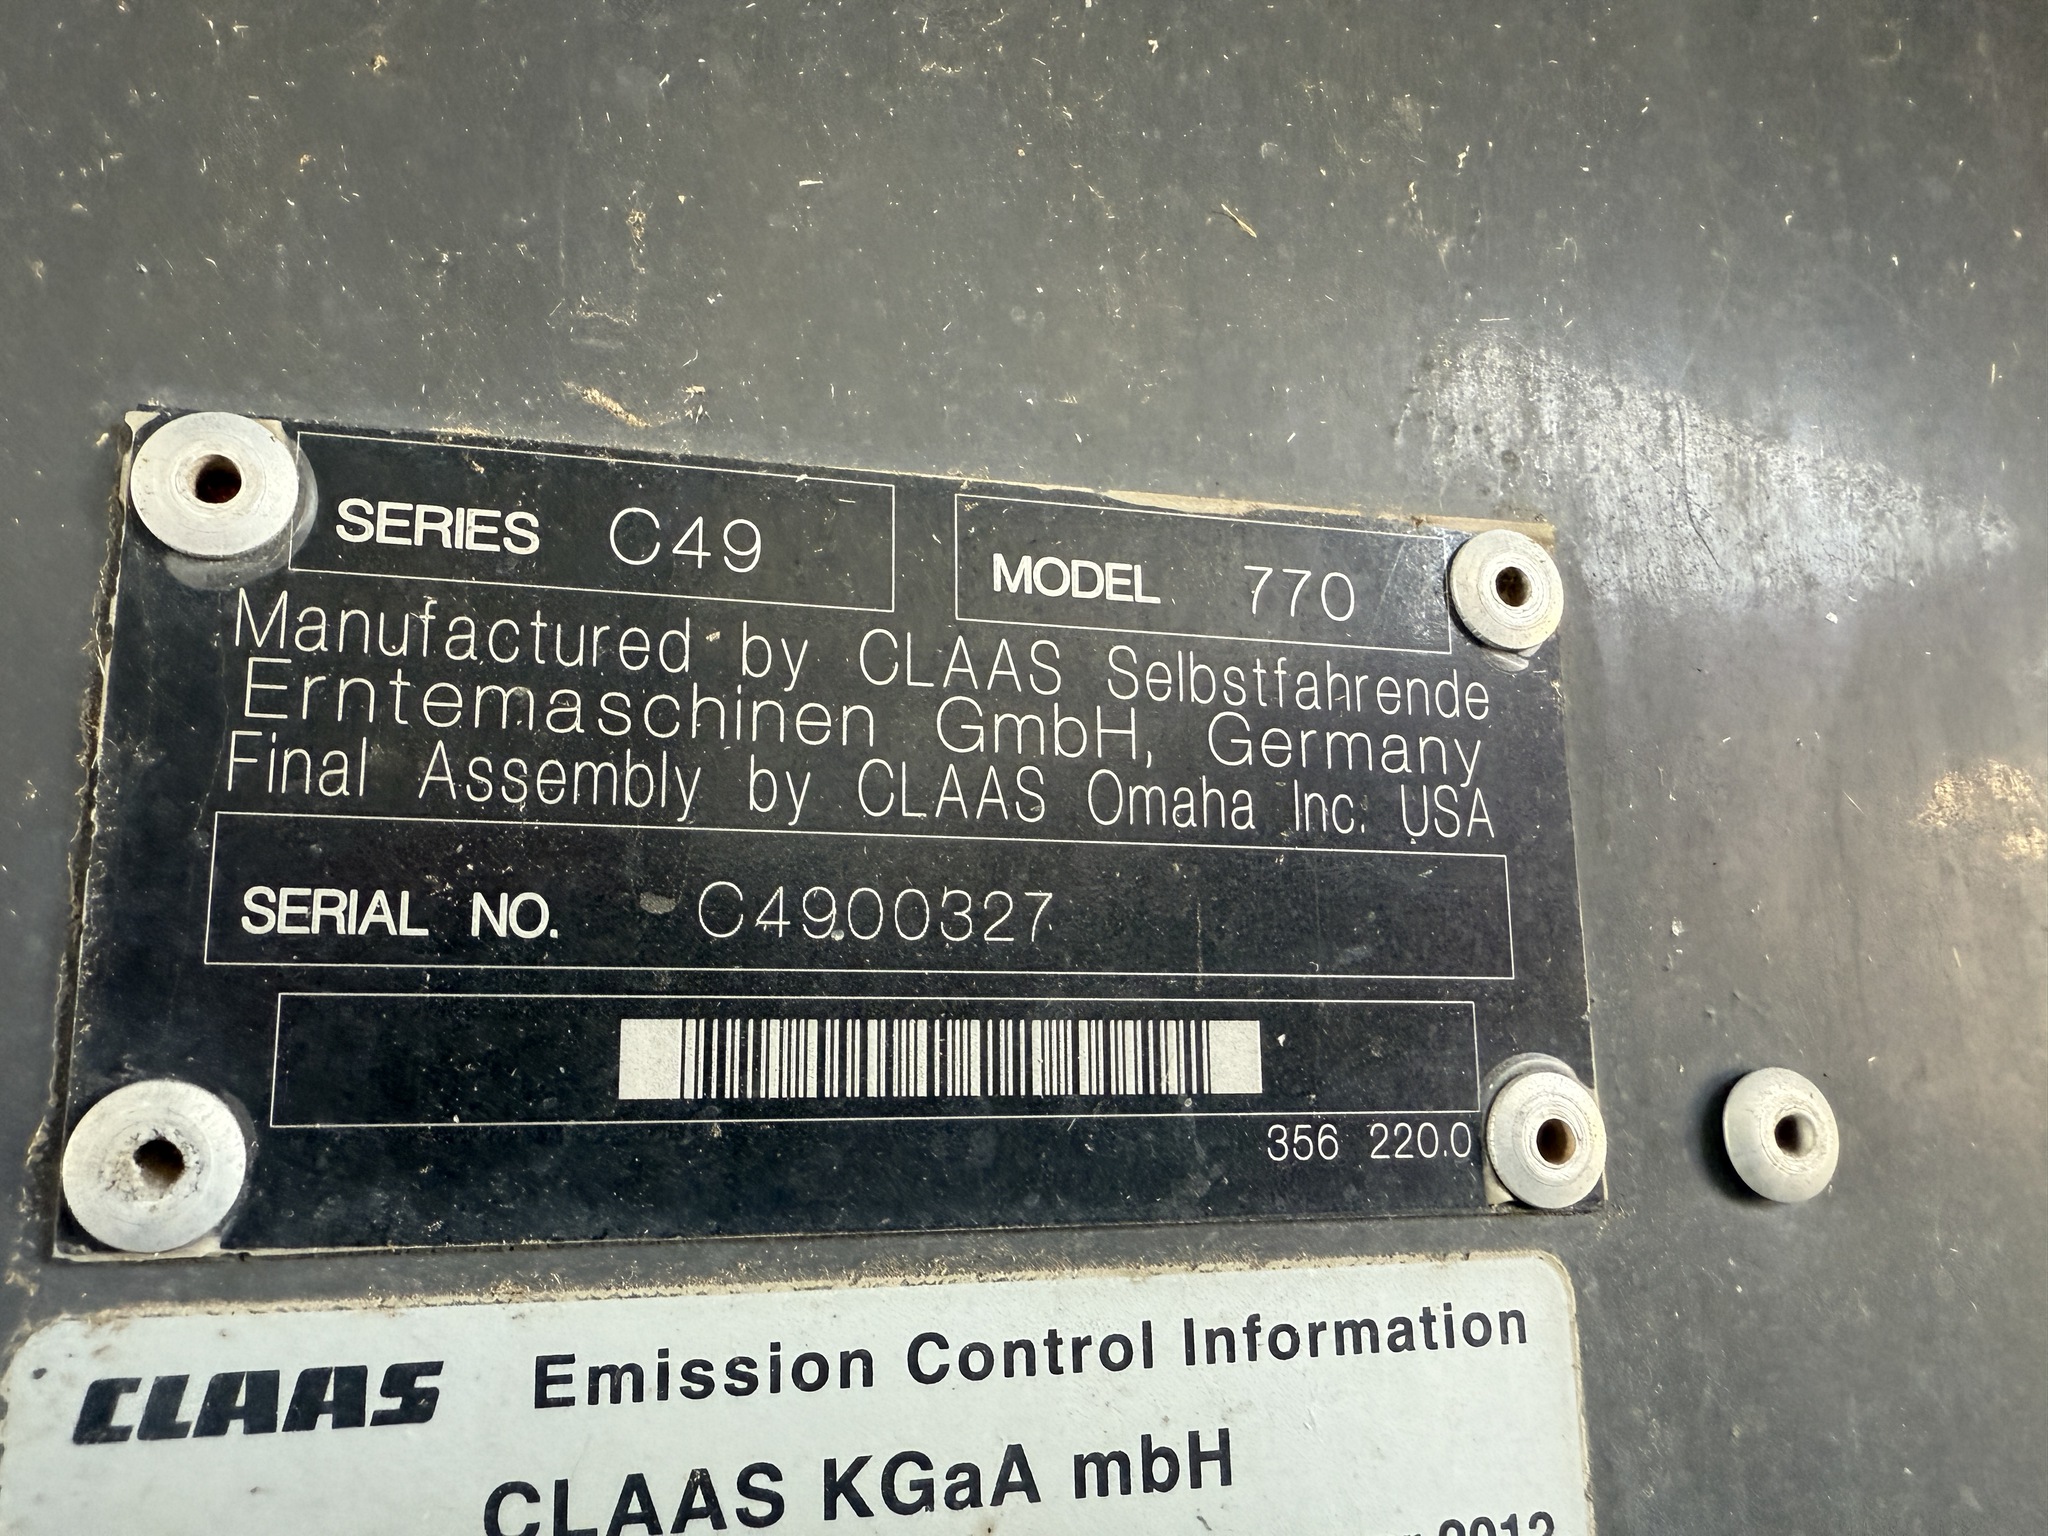 SERIES C49
MODEL 770
Manufactured by CLAAS Selbstfahrende
Erntemaschinen GmbH, Germany
Final Assembly by CLAAS Omaha Inc. USA
SERIAL NO. C4900327
356 220.0
CLAAS Emission Control Information
CLAAS KGaA mbH
2012